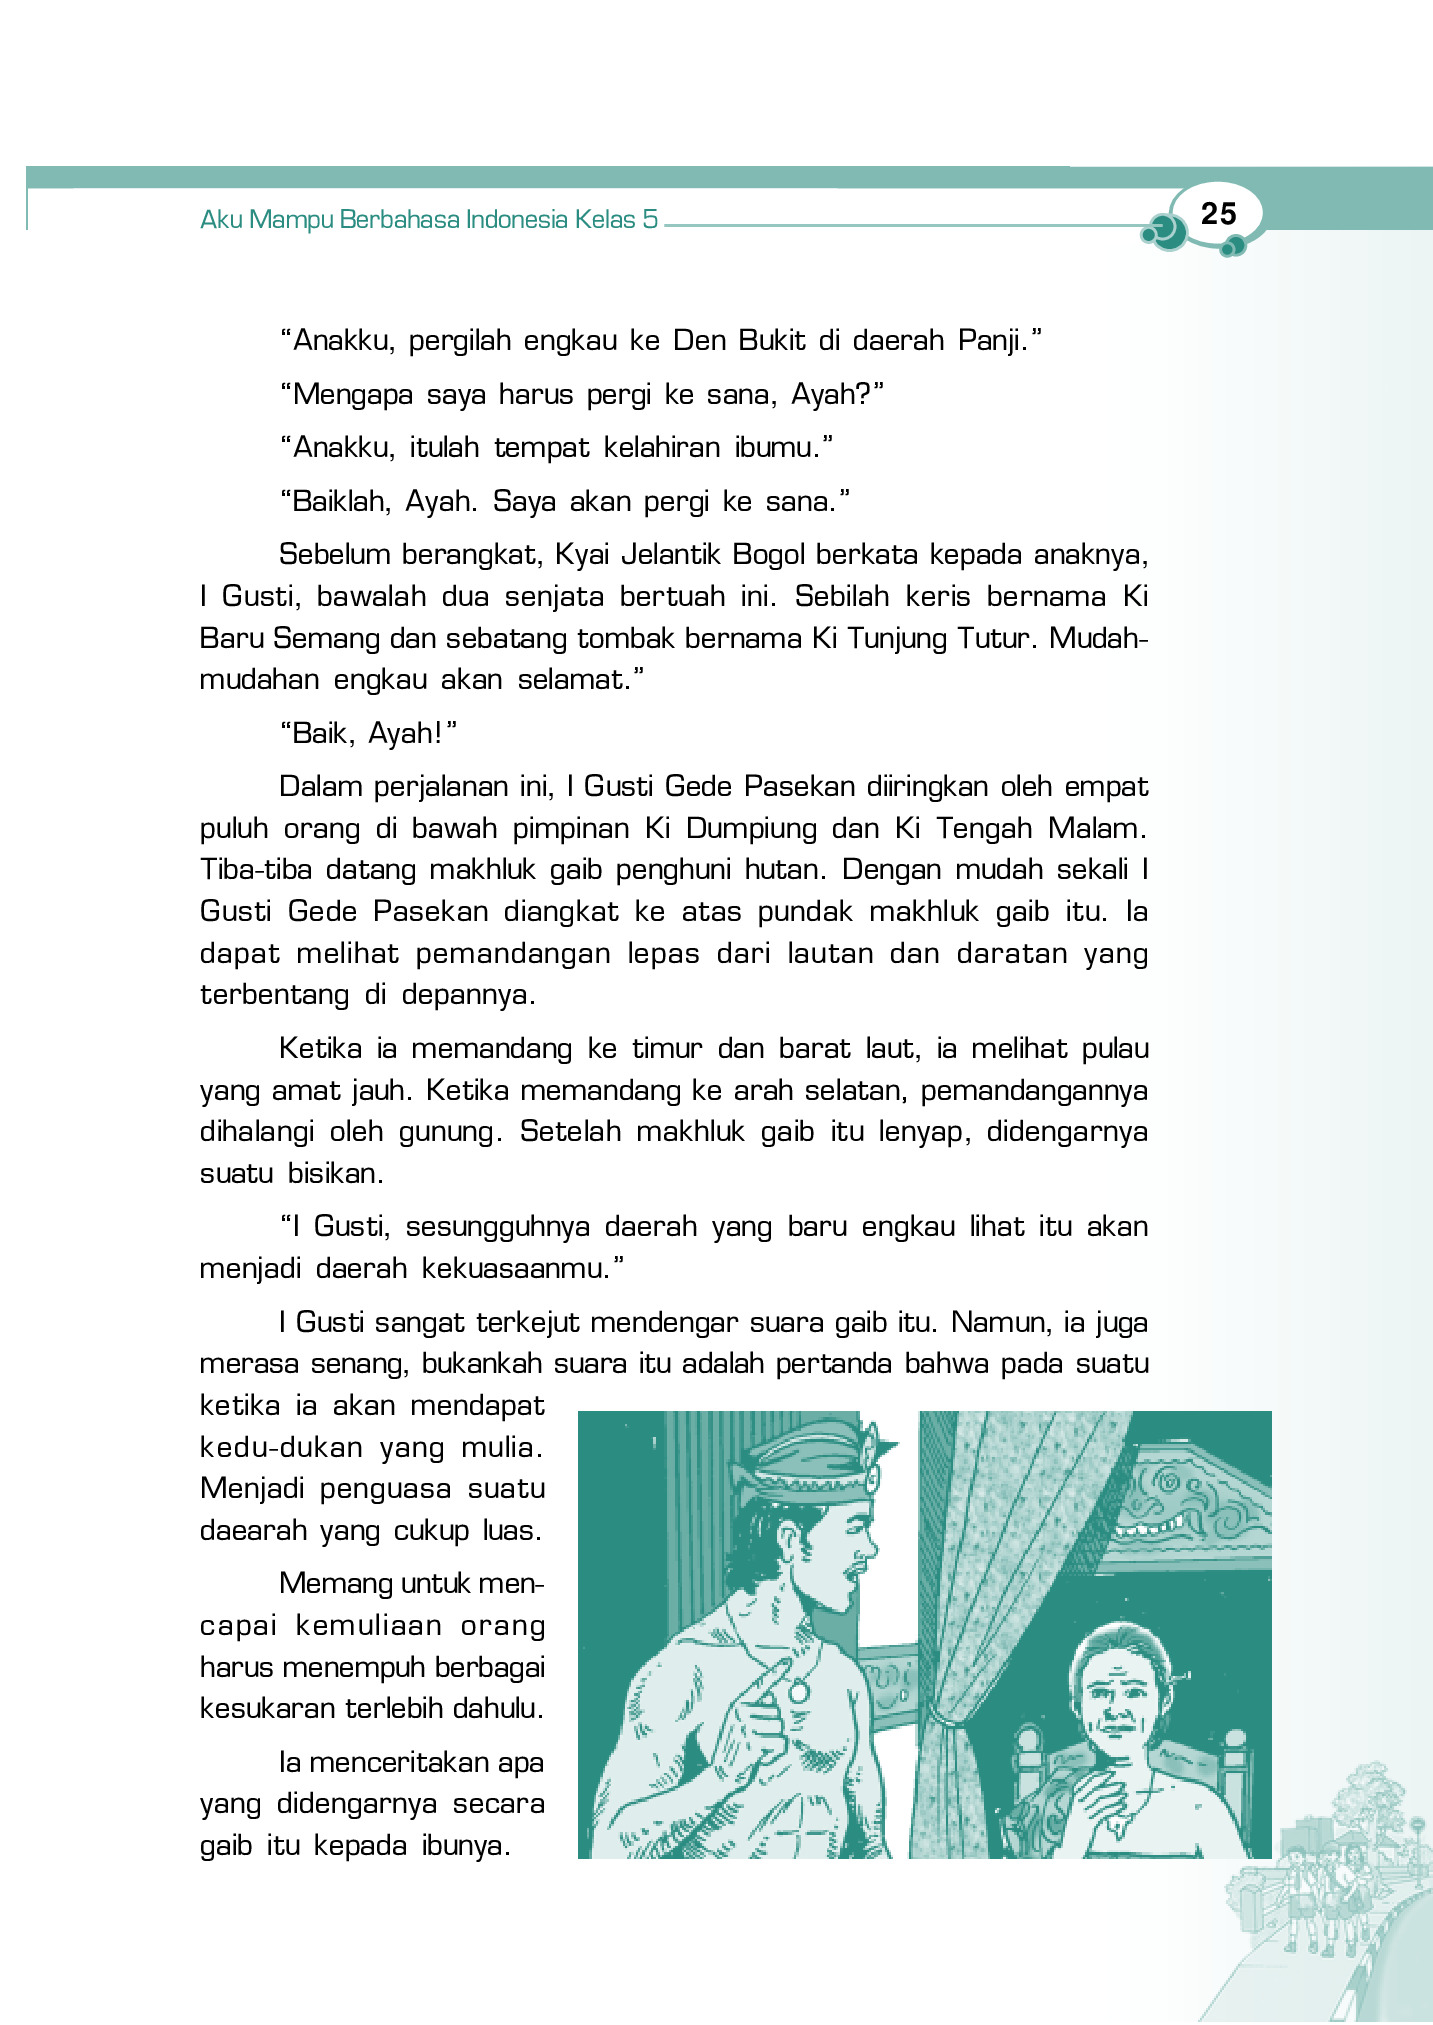 Aku Mampu Berbahasa Indonesia Kelas 5
25
“Anakku, pergilah engkau ke Den Bukit di daerah Panji.”
“Mengapa saya harus pergi ke sana, Ayah?”
“Anakku, itulah tempat kelahiran ibumu.”
“Baiklah, Ayah. Saya akan pergi ke sana.”
Sebelum berangkat, Kyai Jelantik Bogol berkata kepada anaknya,
I Gusti, bawalah dua senjata bertuah ini. Sebilah keris bernama Ki
Baru Semang dan sebatang tombak bernama Ki Tunjung Tutur. Mudah-
mudahan engkau akan selamat.”
“Baik, Ayah!”
Dalam perjalanan ini, I Gusti Gede Pasekan diiringkan oleh empat
puluh orang di bawah pimpinan Ki Dumpiung dan Ki Tengah Malam.
Tiba-tiba datang makhluk gaib penghuni hutan. Dengan mudah sekali I
Gusti Gede Pasekan diangkat ke atas pundak makhluk gaib itu. Ia
dapat melihat pemandangan lepas dari lautan dan daratan yang
terbentang di depannya.
Ketika ia memandang ke timur dan barat laut, ia melihat pulau
yang amat jauh. Ketika memandang ke arah selatan, pemandangannya
dihalangi oleh gunung. Setelah makhluk gaib itu lenyap, didengarnya
suatu bisikan.
“I Gusti, sesungguhnya daerah yang baru engkau lihat itu akan
menjadi daerah kekuasaanmu.”
I Gusti sangat terkejut mendengar suara gaib itu. Namun, ia juga
merasa senang, bukankah suara itu adalah pertanda bahwa pada suatu
ketika ia akan mendapat
kedu-dukan yang mulia.
Menjadi penguasa suatu
daearah yang cukup luas.
Memang untuk men-
capai kemuliaan orang
harus menempuh berbagai
kesukaran terlebih dahulu.
Ia menceritakan apa
yang didengarnya secara
gaib itu kepada ibunya.